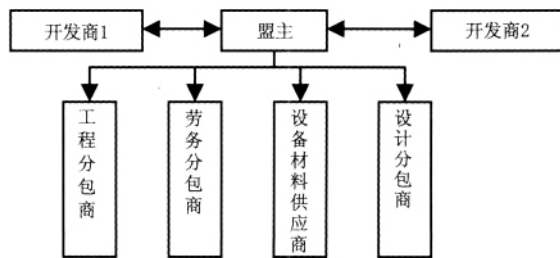 开发商1
盟主
开发商2
工程分包商
劳务分包商
设备材料供应商
设计分包商